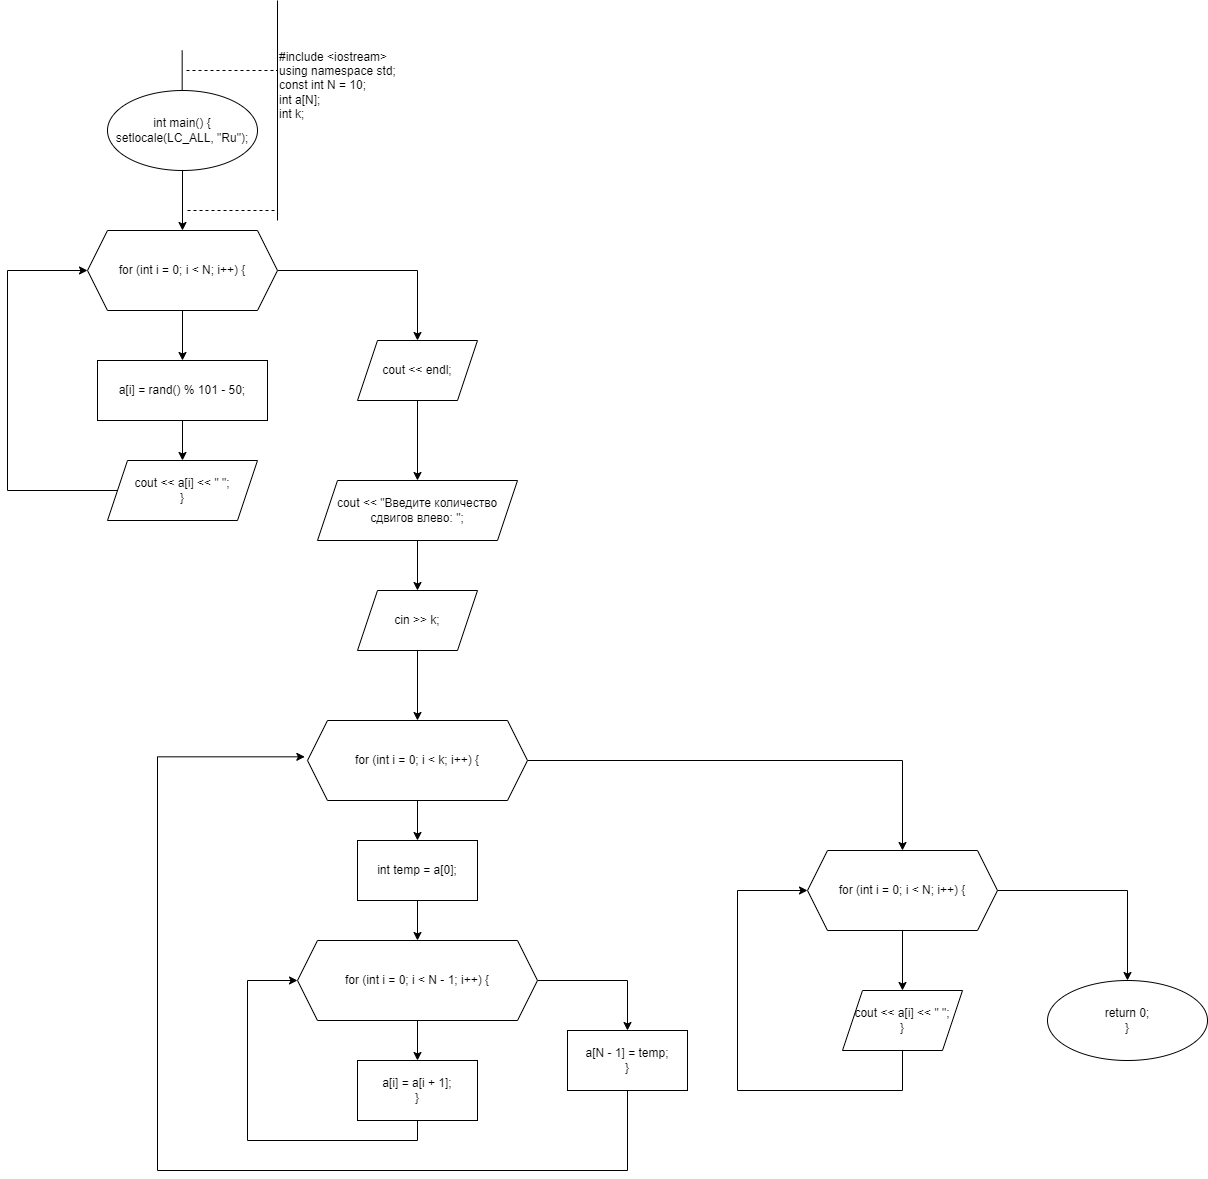 #include <iostream>
using namespace std;
const int N = 10;
int a[N];
int k;
int main() {
setlocale(LC_ALL, "Ru");
for (int i = 0; i < N; i++) {
a[i] = rand() % 101 - 50;
cout << a[i] << " ";
}
cout << endl;
cout << "Введите количество
сдвигов влево: ";
cin >> k;
for (int i = 0; i < k; i++) {
int temp = a[0];
for (int i = 0; i < N - 1; i++) {
a[i] = a[i + 1];
}
a[N - 1] = temp;
}
for (int i = 0; i < N; i++) {
cout << a[i] << " ";
}
return 0;
}